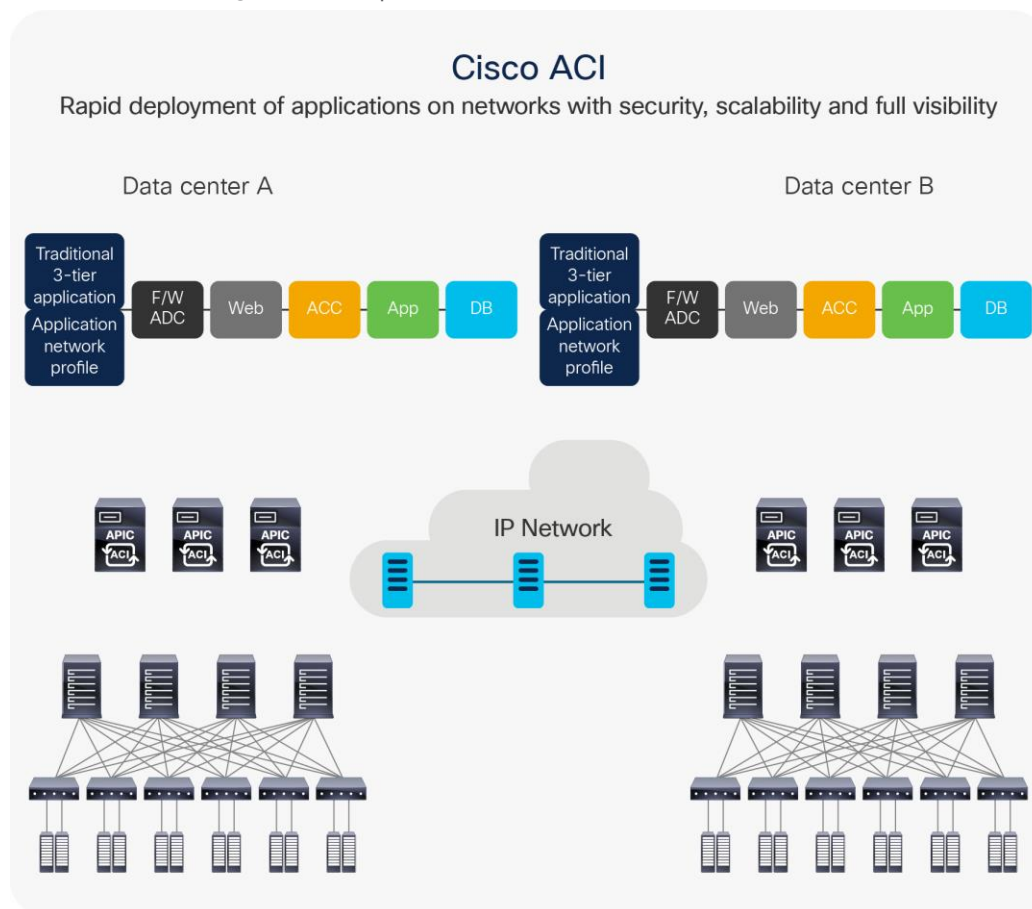 Cisco ACI
Rapid deployment of applications on networks with security, scalability and full visibility
Data center A
Data center B
Traditional
3-tier
application
Application
network
profile
F/W
ADC
Web
ACC
App
DB
Traditional
3-tier
application
Application
network
profile
F/W
ADC
Web
ACC
App
DB
IP Network
APIC
ACI
APIC
ACI
APIC
ACI
APIC
ACI
APIC
ACI
APIC
ACI